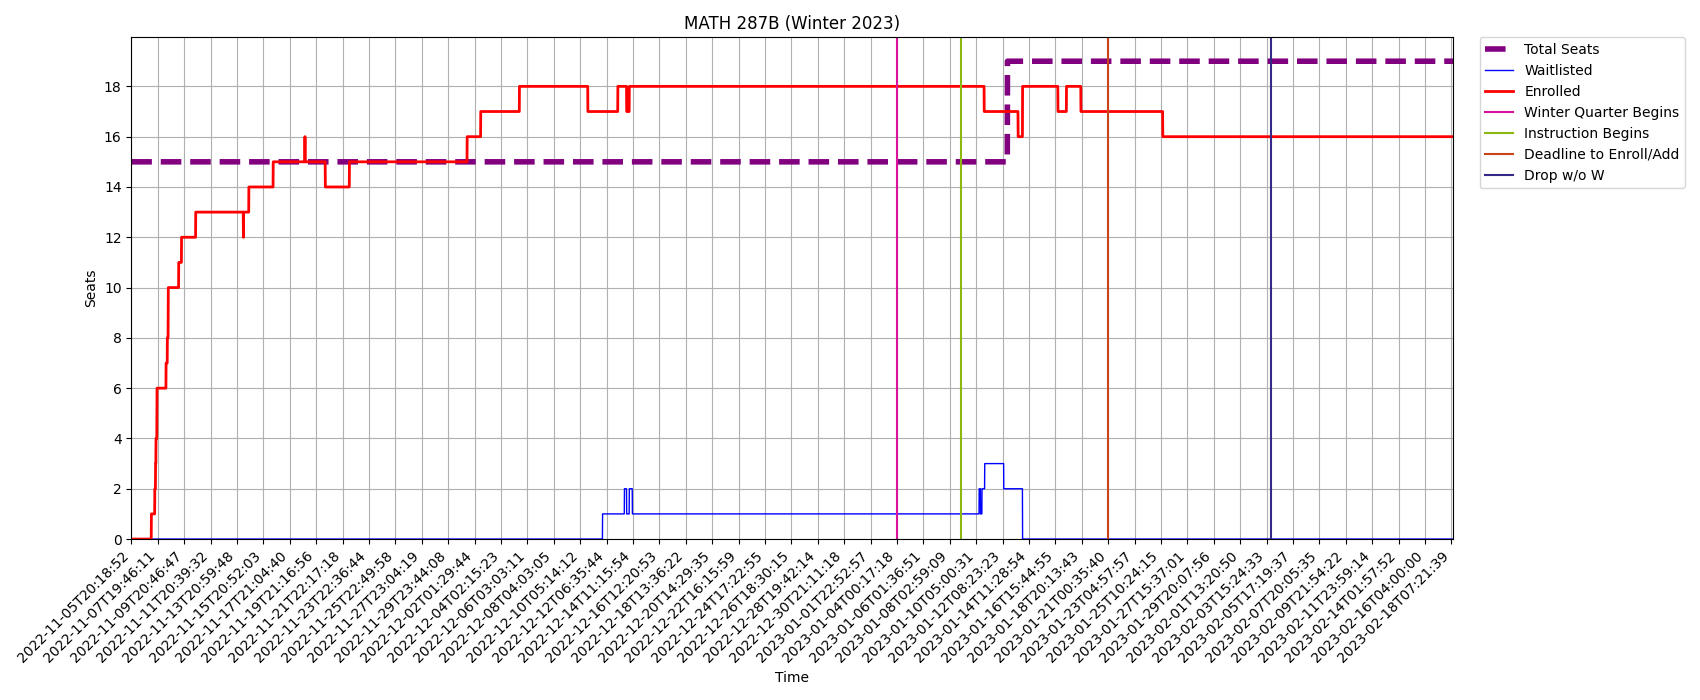 MATH 287B (Winter 2023)
Total Seats
Waitlisted
Enrolled
Winter Quarter Begins
Instruction Begins
Deadline to Enroll/Add
Drop w/o W
Seats
18
16
14
12
10
8
6
4
2
0
2022-11-05T20:18:52
2022-11-07T19:46:11
2022-11-09T20:46:47
2022-11-11T20:39:32
2022-11-13T20:59:48
2022-11-15T20:52:03
2022-11-17T21:04:40
2022-11-19T21:16:56
2022-11-21T22:17:18
2022-11-23T22:36:44
2022-11-25T22:49:58
2022-11-27T23:04:19
2022-11-29T23:44:08
2022-12-02T01:29:44
2022-12-04T02:15:23
2022-12-06T03:03:11
2022-12-08T04:03:05
2022-12-10T05:14:12
2022-12-12T06:35:44
2022-12-14T11:15:54
2022-12-16T12:20:53
2022-12-18T13:36:22
2022-12-20T14:29:35
2022-12-22T16:15:59
2022-12-24T17:22:55
2022-12-26T18:30:15
2022-12-28T19:42:14
2022-12-30T21:11:18
2023-01-01T22:52:57
2023-01-04T00:17:18
2023-01-06T01:36:51
2023-01-08T02:59:09
2023-01-10T05:00:31
2023-01-12T08:23:23
2023-01-14T11:28:54
2023-01-16T15:44:55
2023-01-18T20:13:43
2023-01-21T00:35:40
2023-01-23T04:57:57
2023-01-25T10:24:15
2023-01-27T15:37:01
2023-01-29T20:07:56
2023-02-01T13:20:50
2023-02-03T15:24:33
2023-02-05T17:19:37
2023-02-07T20:05:35
2023-02-09T21:54:22
2023-02-11T23:59:14
2023-02-14T01:57:52
2023-02-16T04:00:00
2023-02-18T07:21:39
Time